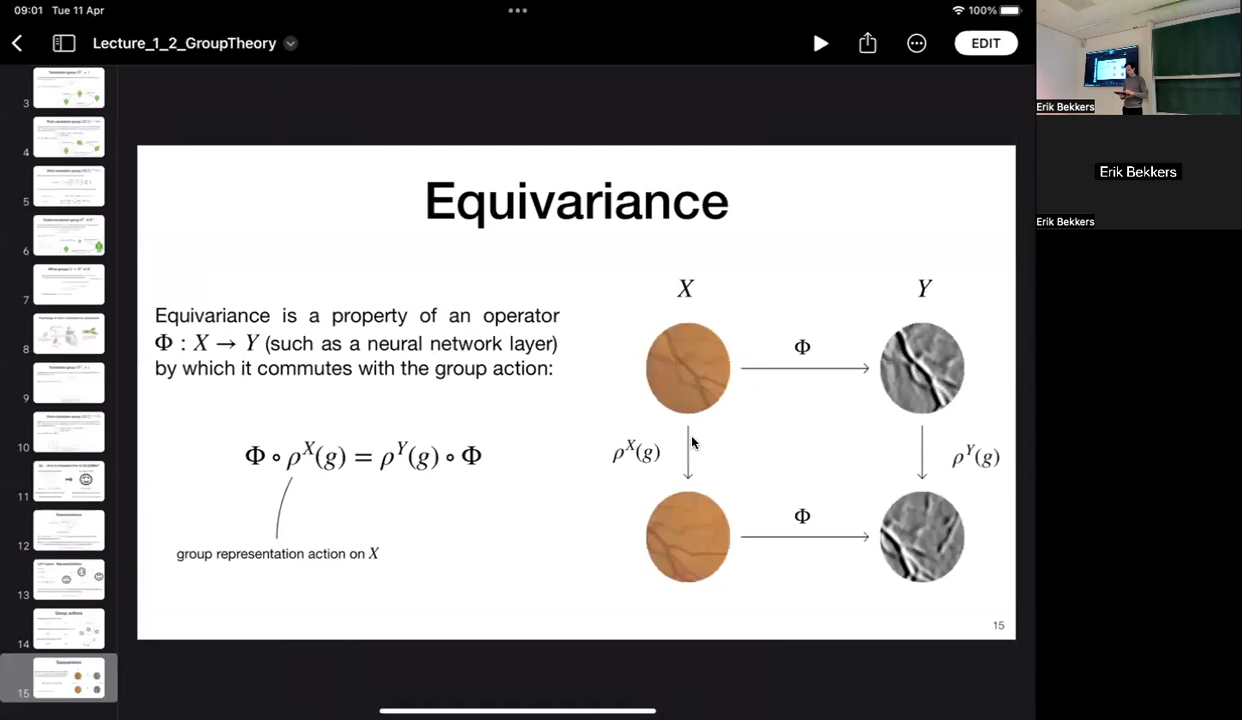 09:01 Tue 11 Apr
100%
Lecture_1_2_GroupTheory
EDIT
Erik Bekkers
Erik Bekkers
Erik Bekkers
3
4
5
6
7
8
9
10
11
12
13
14
15
Equivariance
Equivariance is a property of an operator
Φ : X → Y (such as a neural network layer)
by which it commutes with the group action:
Φ ∘ ρ^X(g) = ρ^Y(g) ∘ Φ
group representation action on X
X
Y
Φ
ρ^X(g)
ρ^Y(g)
Φ
15